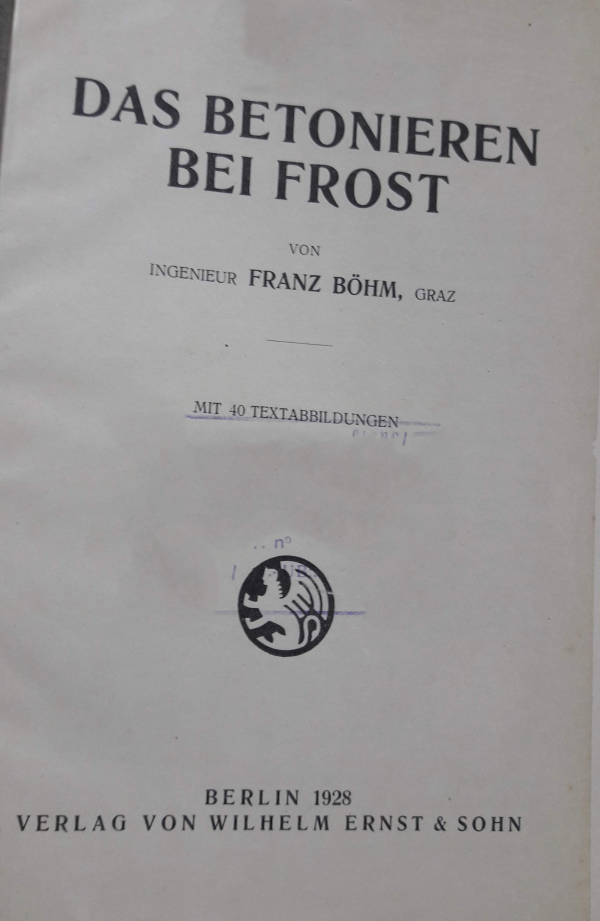 DAS BETONIEREN
BEI FROST
VON
INGENIEUR FRANZ BÖHM, GRAZ
MIT 40 TEXTABBILDUNGEN
nº
BERLIN 1928
VERLAG VON WILHELM ERNST & SOHN